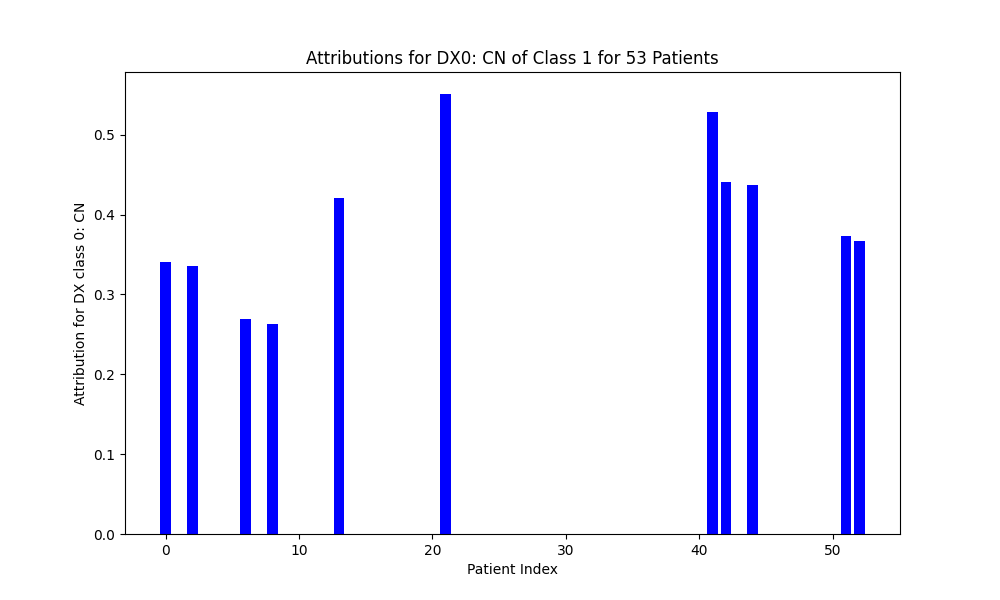 Attributions for DX0: CN of Class 1 for 53 Patients
Attribution for DX class 0: CN
0.5
0.4
0.3
0.2
0.1
0.0
0 10 20 30 40 50
Patient Index